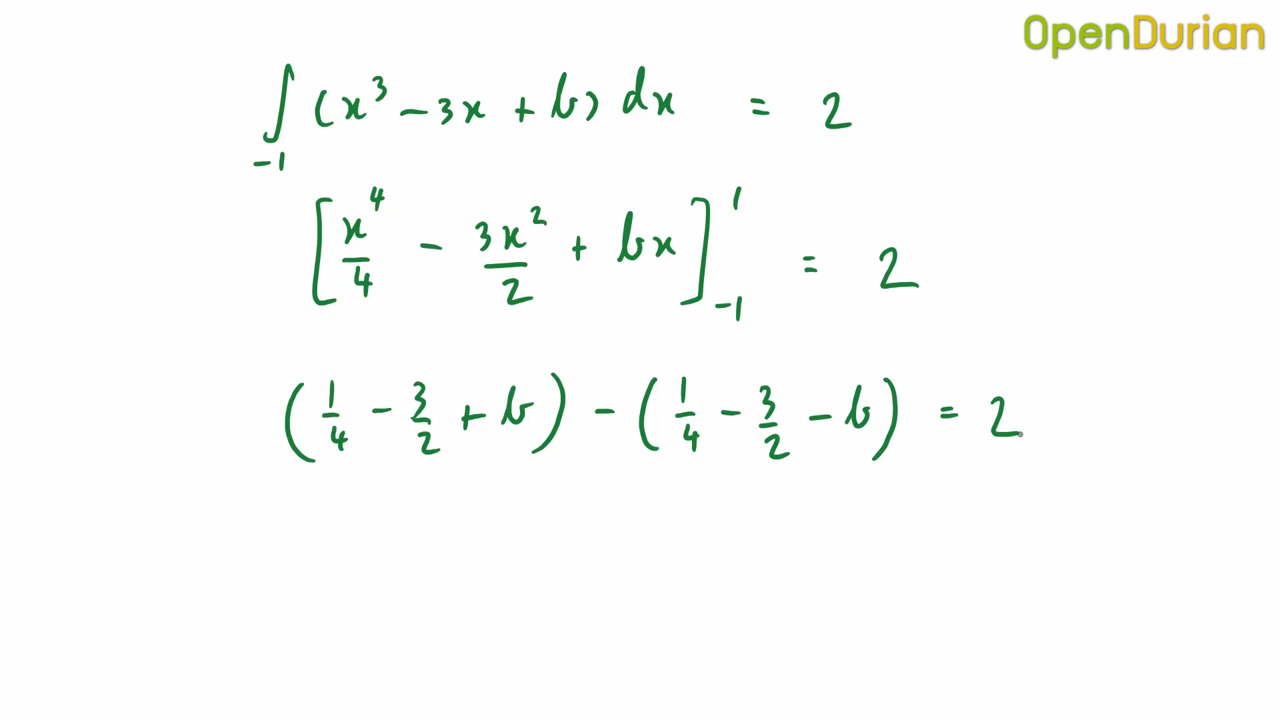 OpenDurian
∫₋₁ (x³ − 3x + b) dx = 2
[x⁴/4 − 3x²/2 + bx]¹₋₁ = 2
(1/4 − 3/2 + b) − (1/4 − 3/2 − b) = 2